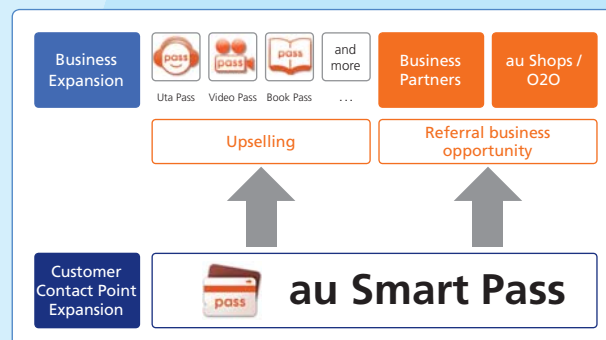 Business
Expansion
pass
pass
pass
and
more
Business
Partners
au Shops /
O2O
Uta Pass
Video Pass
Book Pass
...
Upselling
Referral business
opportunity
Customer
Contact Point
Expansion
pass
au Smart Pass